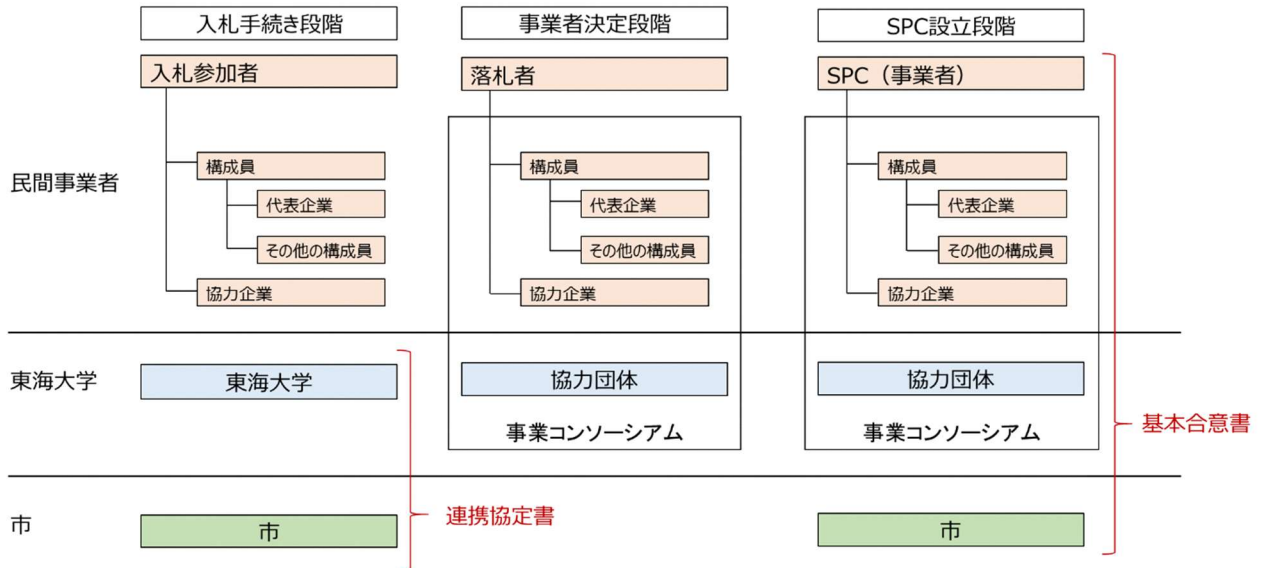 入札手続き段階
事業者決定段階
SPC設立段階
入札参加者
落札者
SPC（事業者）
民間事業者
構成員
代表企業
その他の構成員
協力企業
構成員
代表企業
その他の構成員
協力企業
構成員
代表企業
その他の構成員
協力企業
東海大学
東海大学
協力団体
事業コンソーシアム
協力団体
事業コンソーシアム
基本合意書
市
市
連携協定書
市